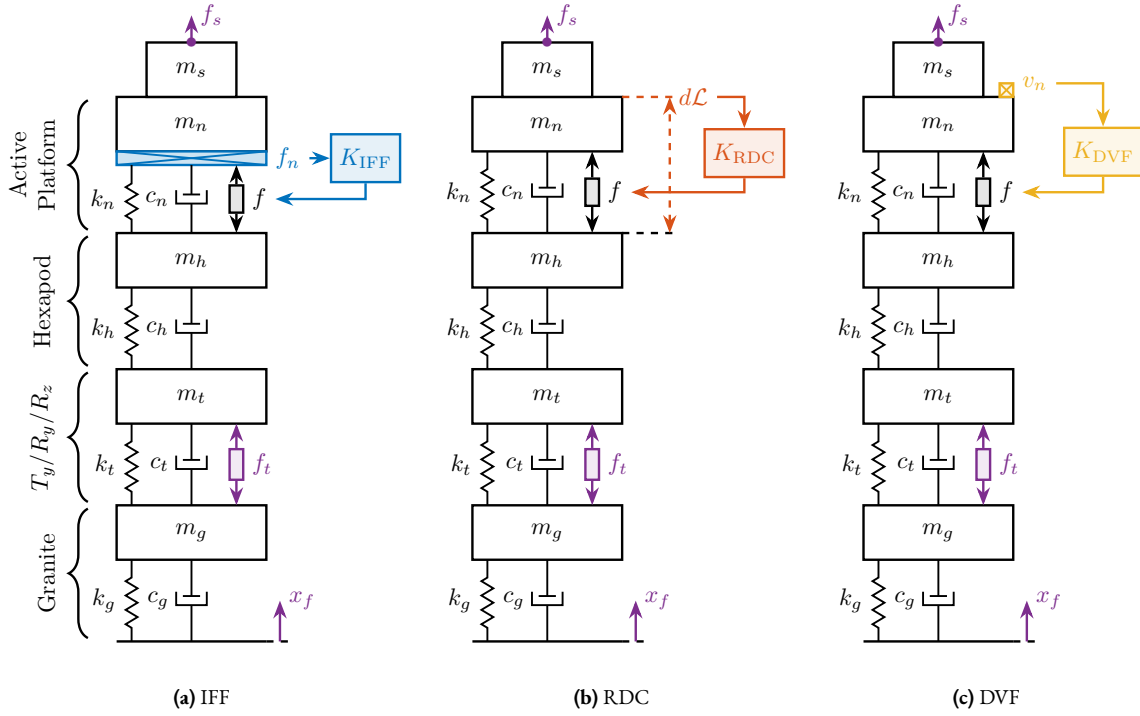 f_s
m_s
Active Platform
m_n
f_n
K_IFF
k_n
c_n
f
Hexapod
m_h
k_h
c_h
T_y/R_y/R_z
m_t
k_t
c_t
f_t
Granite
m_g
k_g
c_g
x_f
(a) IFF
f_s
m_s
dℒ
m_n
K_RDC
k_n
c_n
f
m_h
k_h
c_h
m_t
k_t
c_t
f_t
m_g
k_g
c_g
x_f
(b) RDC
f_s
m_s
v_n
m_n
K_DVF
k_n
c_n
f
m_h
k_h
c_h
m_t
k_t
c_t
f_t
m_g
k_g
c_g
x_f
(c) DVF